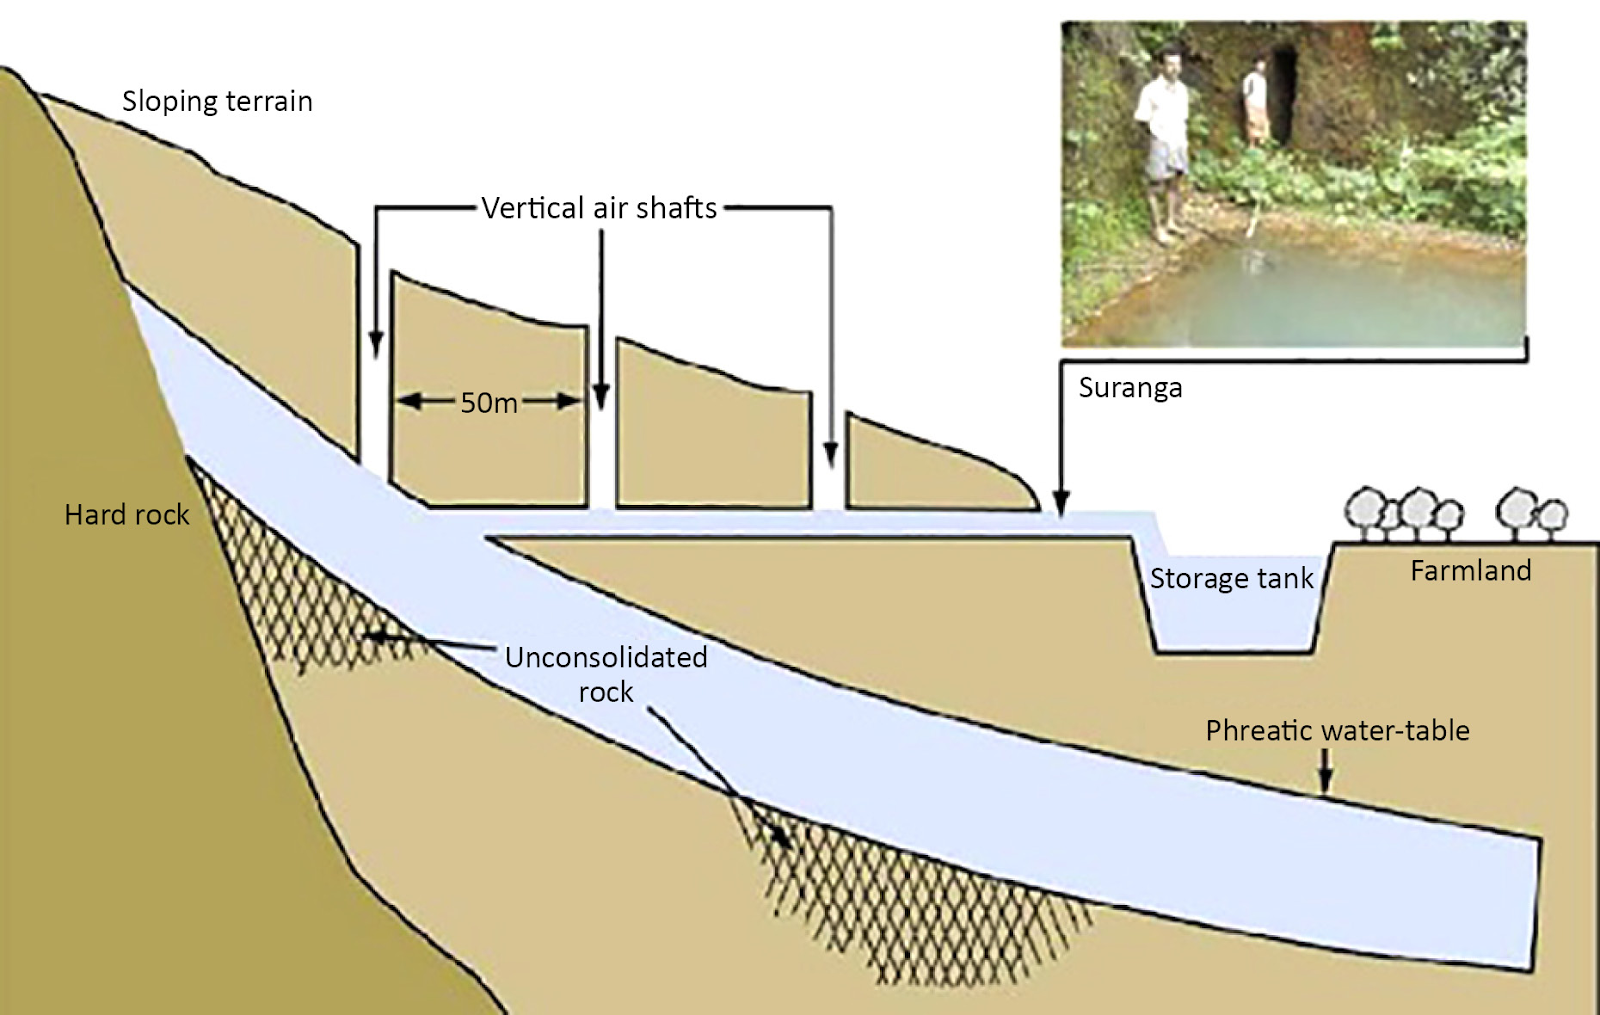 Sloping terrain
Vertical air shafts
50m
Suranga
Hard rock
Storage tank
Farmland
Unconsolidated
rock
Phreatic water-table